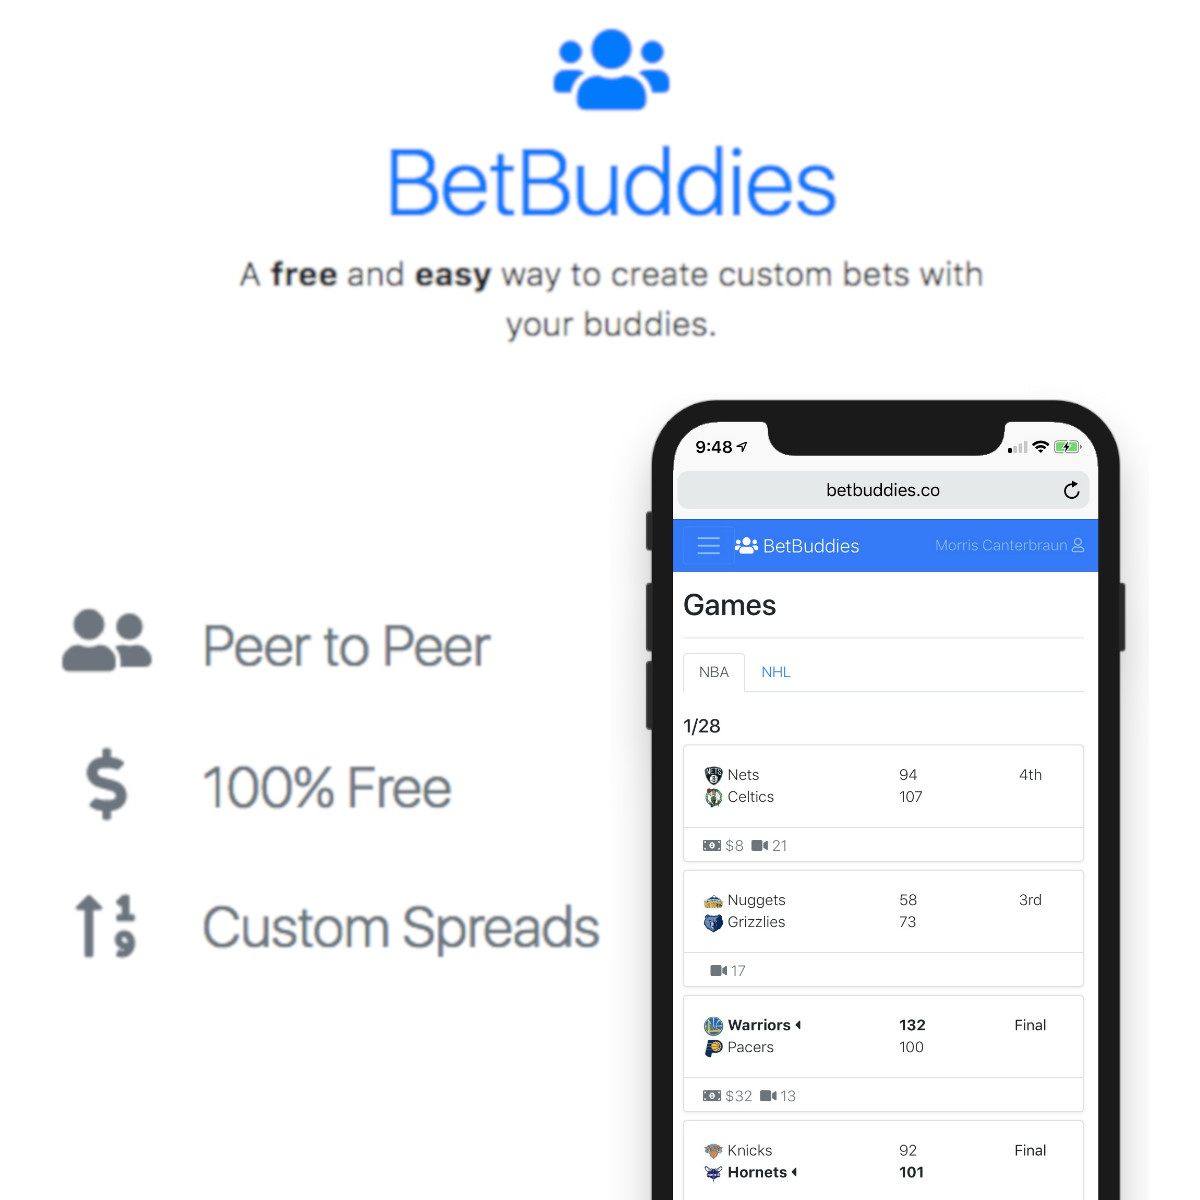 BetBuddies
A free and easy way to create custom bets with
your buddies.
Peer to Peer
$ 100% Free
1
9 Custom Spreads
9:48
betbuddies.co
BetBuddies Morris Canterbraun
Games
NBA NHL
1/28
Nets 94 4th
Celtics 107
$8 21
Nuggets 58 3rd
Grizzlies 73
17
Warriors 132 Final
Pacers 100
$32 13
Knicks 92 Final
Hornets 101